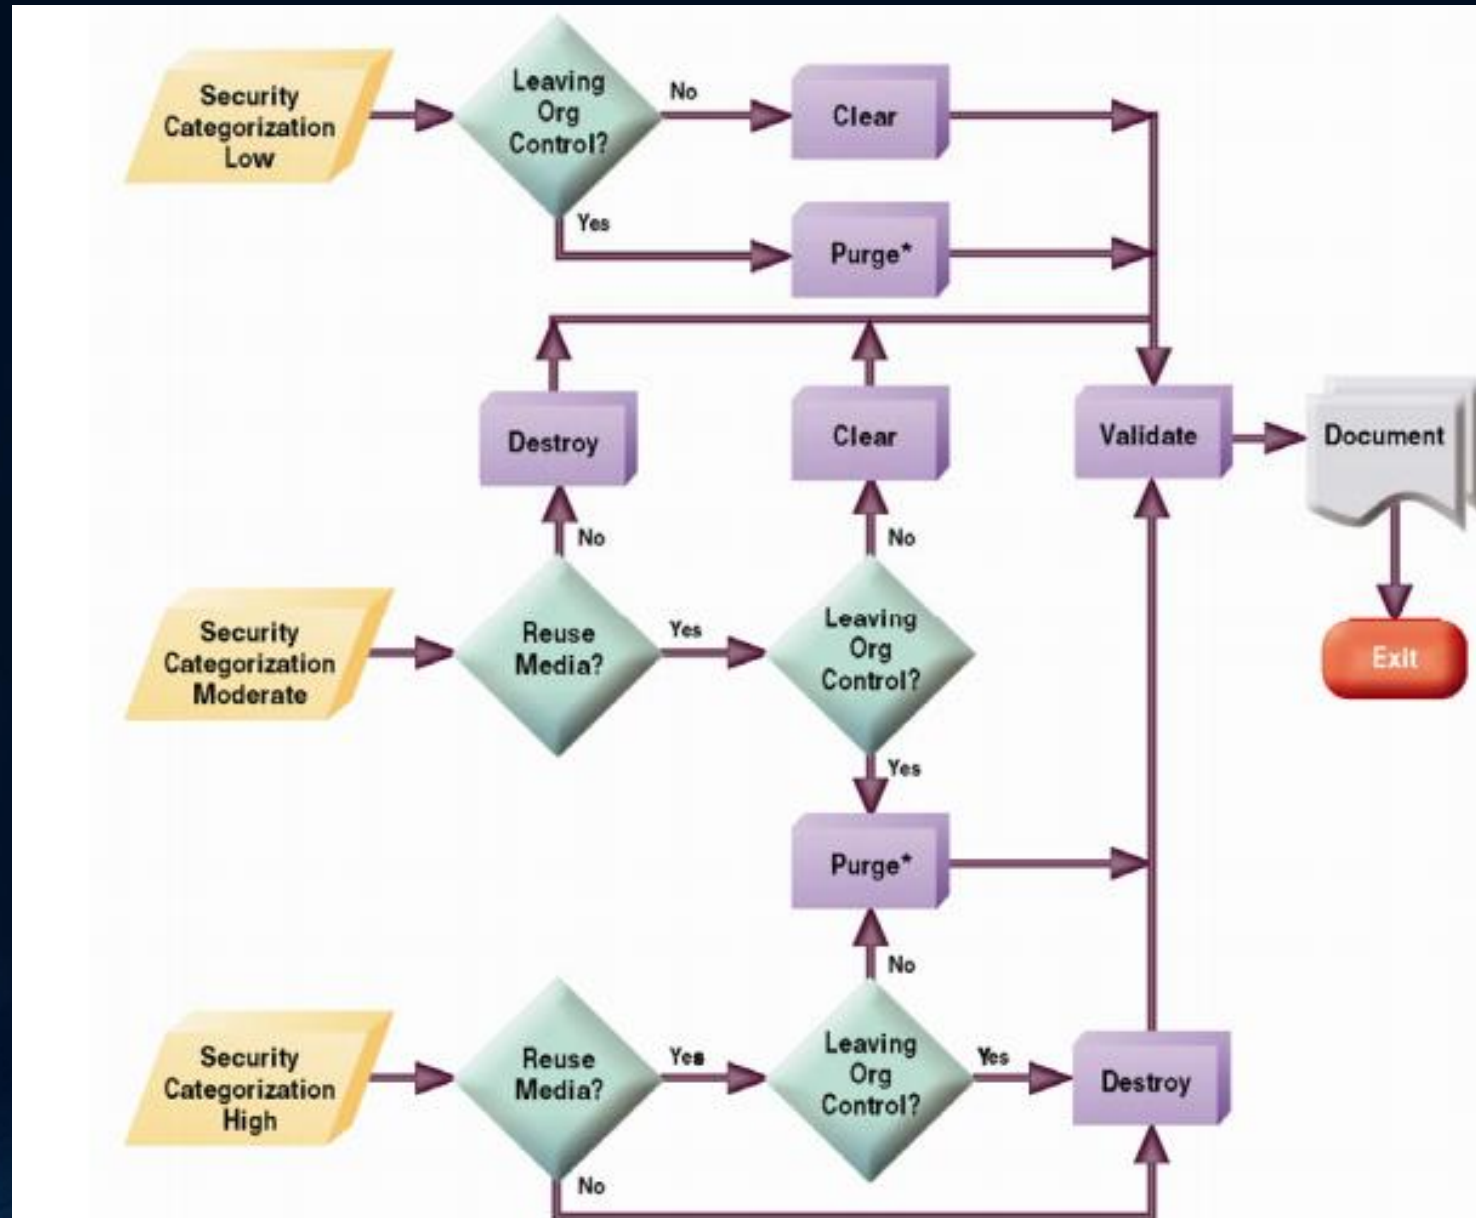 Security
Categorization
Low
Leaving
Org
Control?
No
Clear
Yes
Purge*
Destroy
Clear
Validate
Document
No
No
Security
Categorization
Moderate
Reuse
Media?
Yes
Leaving
Org
Control?
Exit
Yes
Purge*
No
Security
Categorization
High
Reuse
Media?
Yes
Leaving
Org
Control?
Yes
Destroy
No